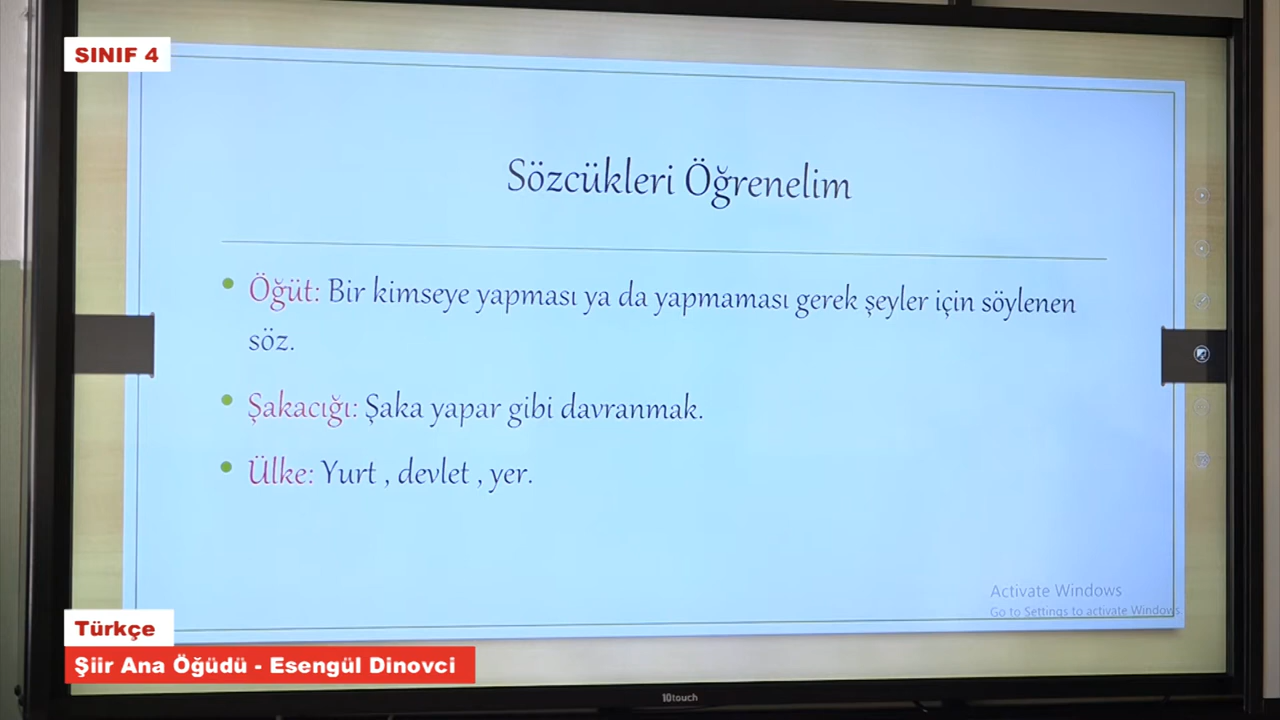 SINIF 4
Sözcükleri Öğrenelim
• Öğüt: Bir kimseye yapması ya da yapmaması gerek şeyler için söylenen
söz.
• Şakacığı: Şaka yapar gibi davranmak.
• Ülke: Yurt , devlet , yer.
Activate Windows
Go to Settings to activate Windows.
Türkçe
Şiir Ana Öğüdü - Esengül Dinovci
10touch